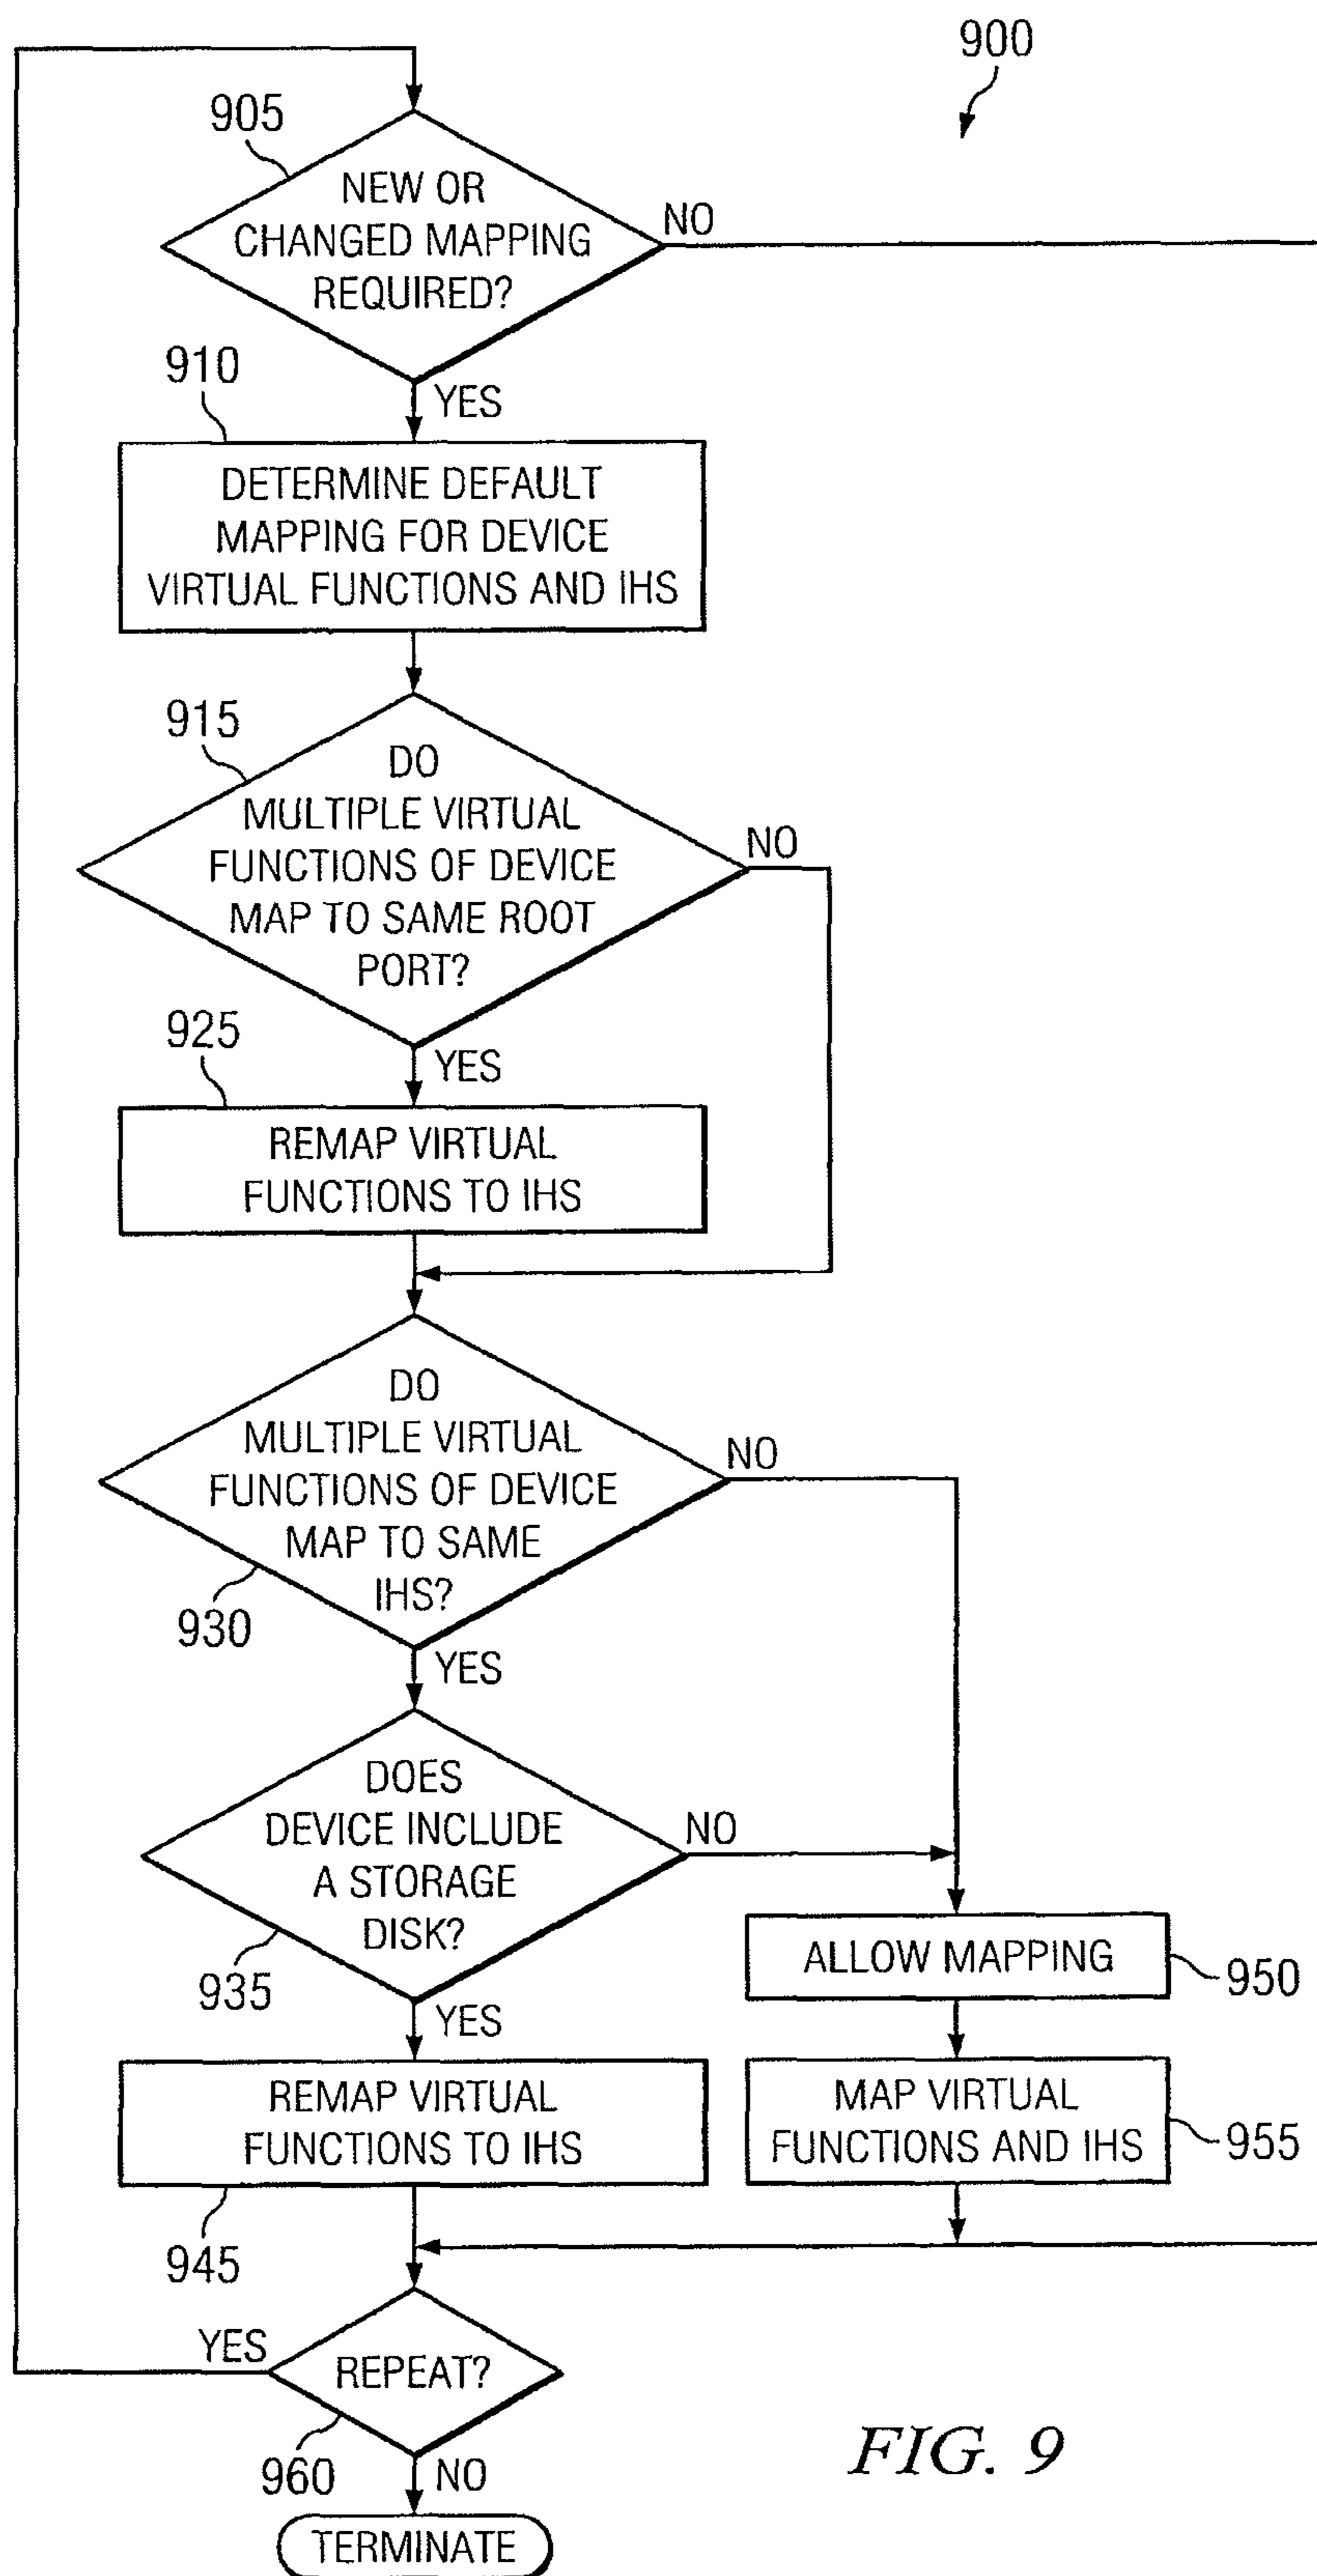 900
905
NEW OR
CHANGED MAPPING
REQUIRED?
NO
YES
910
DETERMINE DEFAULT
MAPPING FOR DEVICE
VIRTUAL FUNCTIONS AND IHS
915
DO
MULTIPLE VIRTUAL
FUNCTIONS OF DEVICE
MAP TO SAME ROOT
PORT?
NO
YES
925
REMAP VIRTUAL
FUNCTIONS TO IHS
DO
MULTIPLE VIRTUAL
FUNCTIONS OF DEVICE
MAP TO SAME
IHS?
NO
930
YES
DOES
DEVICE INCLUDE
A STORAGE
DISK?
NO
935
YES
ALLOW MAPPING
950
REMAP VIRTUAL
FUNCTIONS TO IHS
945
MAP VIRTUAL
FUNCTIONS AND IHS
955
YES
REPEAT?
960
NO
TERMINATE
FIG. 9